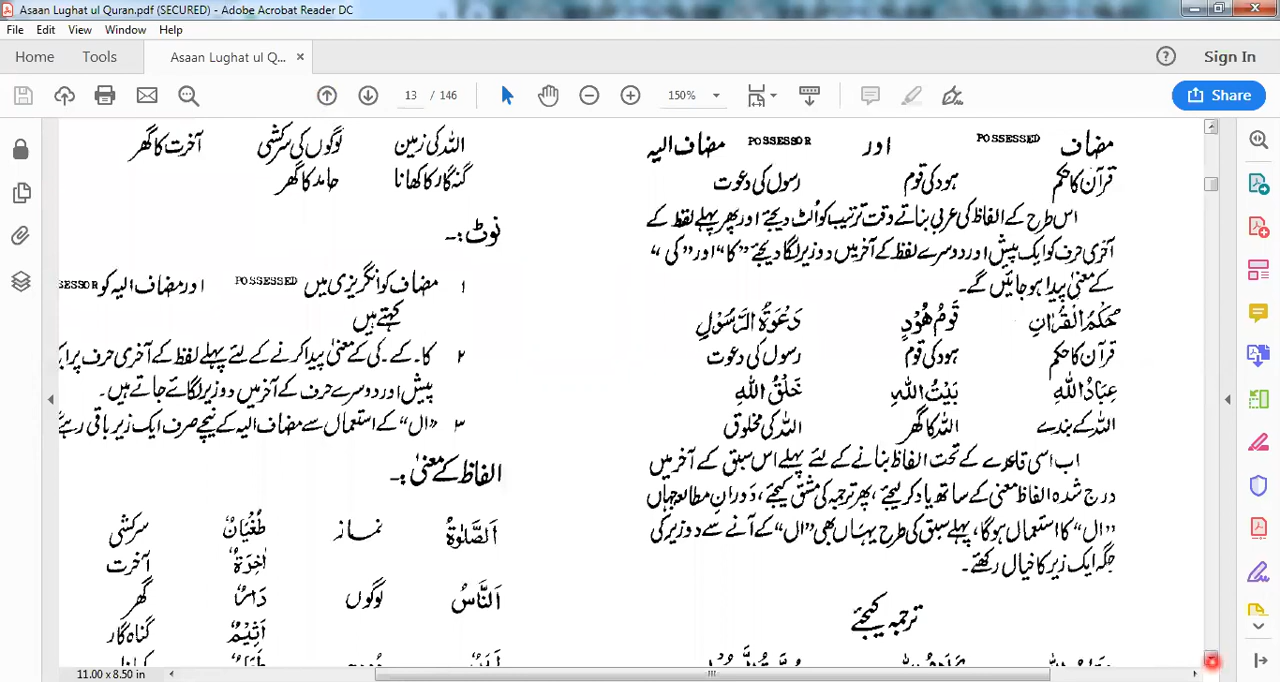 Asaan Lughat ul Quran.pdf (SECURED) - Adobe Acrobat Reader DC
File Edit View Window Help
Home Tools Asaan Lughat ul Q... × Sign In
13 / 146 150% Share
مضاف POSSESSED اور POSSESSOR مضاف الیہ
قرآن کا حکم ہود کی قوم رسول کی دعوت
اس طرح کے الفاظ کی عربی بناتے وقت ترتیب کو اُلٹ دیجئے اور پھر پہلے لفظ کے
آخری حرف کو ایک پیش اور دوسرے لفظ کے آخر میں دو زیر لگا دیجئے ”کا“ اور ”کی“
کے معنیٰ پیدا ہو جائیں گے۔
حُكْمُ الْقُرْاٰنِ قَوْمُ هُوْدٍ دَعْوَةُ الرَّسُوْلِ
قرآن کا حکم ہود کی قوم رسول کی دعوت
عِبَادُ اللهِ بَيْتُ اللهِ خَلْقُ اللهِ
اللہ کے بندے اللہ کا گھر اللہ کی مخلوق
اب اسی قاعدے کے تحت الفاظ بنانے کے لئے پہلے اس سبق کے آخر میں
درج شدہ الفاظ معنی کے ساتھ یاد کر لیجئے، پھر ترجمہ کی مشق کیجئے، دورانِ مطالعہ جہاں
”ال“ کا استعمال ہوگا، پہلے سبق کی طرح یہاں بھی ”ال“ کے آنے سے دو زیر کی
جگہ ایک زیر کا خیال رکھئے۔
ترجمہ کیجئے
اللہ کی زمین لوگوں کی سرکشی آخرت کا گھر
گنہ گار کا کھانا حامد کا گھر
نوٹ:۔
۱ مضاف کو انگریزی میں POSSESSED اور مضاف الیہ کو SSESSOR
کہتے ہیں
۲ کا۔ کے۔ کی کے معنیٰ پیدا کرنے کے لئے پہلے لفظ کے آخری حرف پر
پیش اور دوسرے حرف کے آخر میں دو زیر لگائے جاتے ہیں۔
۳ ”ال“ کے استعمال سے مضاف الیہ کے نیچے صرف ایک زیر باقی رہے
الفاظ کے معنیٰ:۔
اَلصَّلٰوةُ نماز طُغْيَانٌ سرکشی
اٰخِرَةٌ آخرت
اَلنَّاسُ لوگوں دَارٌ گھر
اَثِيْمٌ گناہ گار
11.00 x 8.50 in